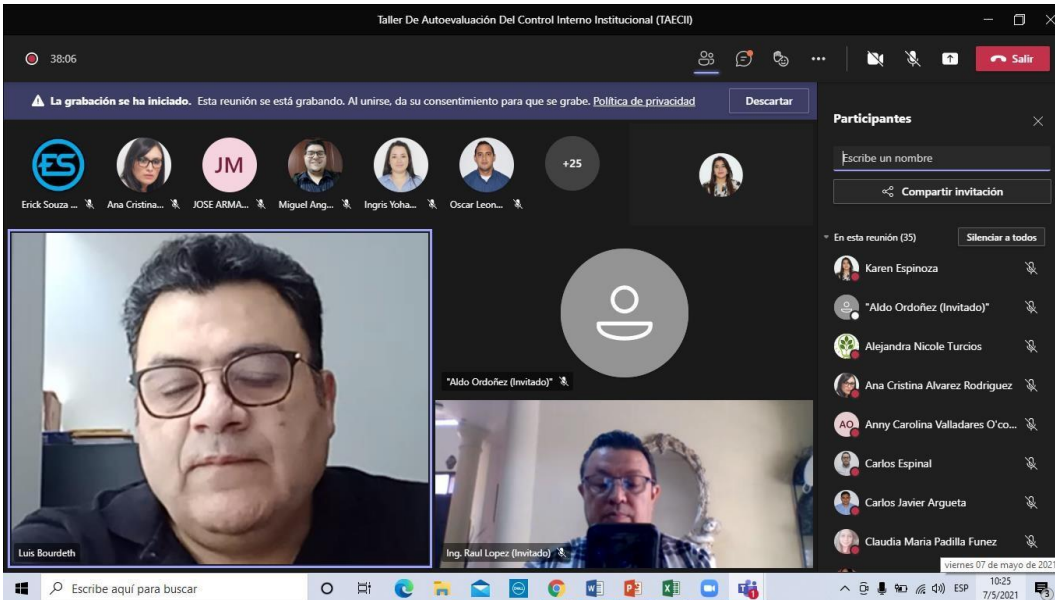 Taller De Autoevaluación Del Control Interno Institucional (TAECII)
38:06
Salir
La grabación se ha iniciado. Esta reunión se está grabando. Al unirse, da su consentimiento para que se grabe. Política de privacidad
Descartar
ES
JM
+25
Erick Souza ...
Ana Cristina...
JOSE ARMA...
Miguel Ang...
Ingris Yoha...
Oscar Leon...
"Aldo Ordoñez (Invitado)"
Luis Bourdeth
Ing. Raul Lopez (Invitado)
Participantes
Escribe un nombre
Compartir invitación
En esta reunión (35)
Silenciar a todos
Karen Espinoza
"Aldo Ordoñez (Invitado)"
Alejandra Nicole Turcios
Ana Cristina Alvarez Rodriguez
AO
Anny Carolina Valladares O'co...
Carlos Espinal
Carlos Javier Argueta
Claudia Maria Padilla Funez
viernes 07 de mayo de 2021
Escribe aquí para buscar
DELL
ESP
10:25
7/5/2021
3